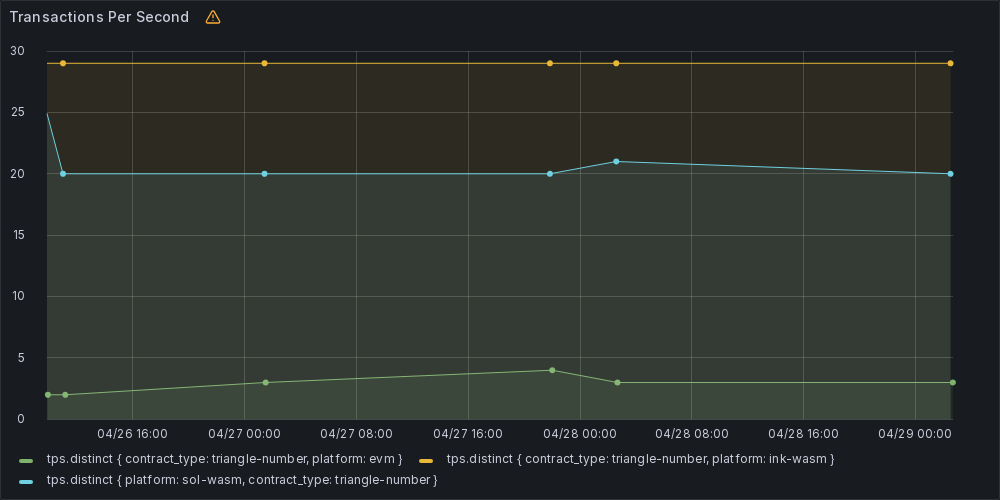 Transactions Per Second
30
25
20
15
10
5
0
04/26 16:00 04/27 00:00 04/27 08:00 04/27 16:00 04/28 00:00 04/28 08:00 04/28 16:00 04/29 00:00
tps.distinct { contract_type: triangle-number, platform: evm } tps.distinct { contract_type: triangle-number, platform: ink-wasm }
tps.distinct { platform: sol-wasm, contract_type: triangle-number }